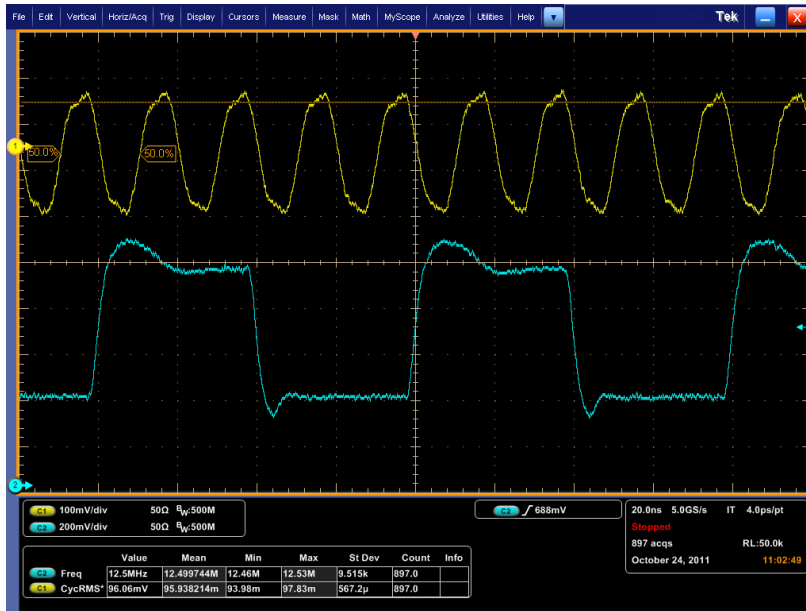 File Edit Vertical Horiz/Acq Trig Display Cursors Measure Mask Math MyScope Analyze Utilities Help Tek X
1
50.0% 50.0%
2
C1 100mV/div 50Ω BW:500M
C2 200mV/div 50Ω BW:500M
C2 688mV
20.0ns 5.0GS/s IT 4.0ps/pt
Stopped
897 acqs RL:50.0k
October 24, 2011 11:02:49
Value Mean Min Max St Dev Count Info
C2 Freq 12.5MHz 12.499744M 12.46M 12.53M 9.515k 897.0
C1 CycRMS* 96.06mV 95.938214m 93.98m 97.83m 567.2µ 897.0